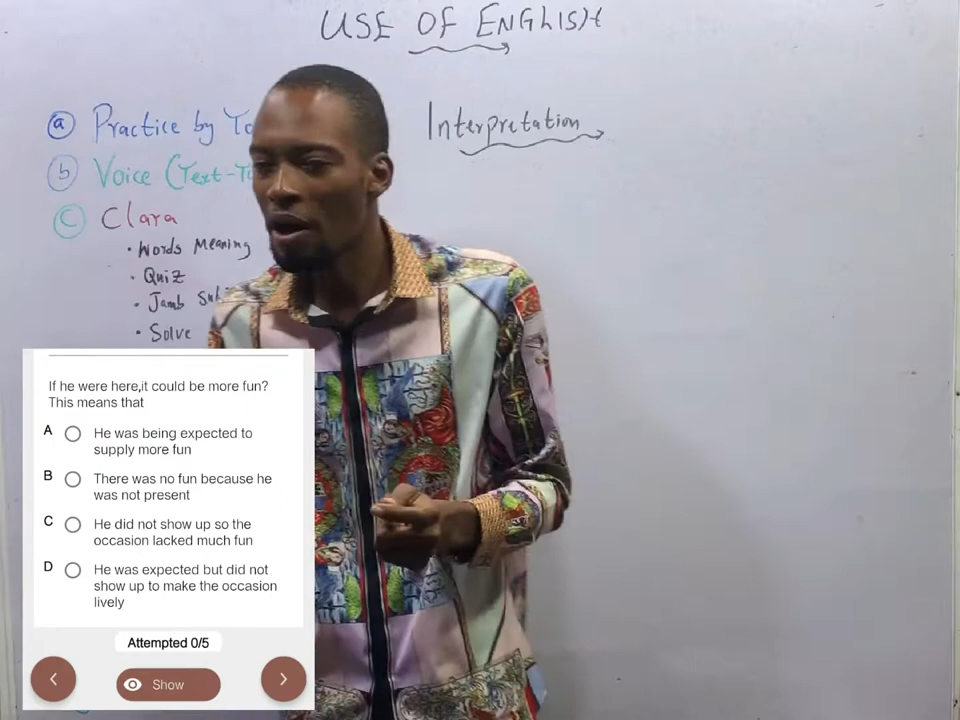 USE OF ENGLISH
Interpretation
a Practice by
b Voice (Text-
c Clara
• Words Meaning
• Quiz
• Jamb
• Solve
If he were here,it could be more fun?
This means that
A He was being expected to
supply more fun
B There was no fun because he
was not present
C He did not show up so the
occasion lacked much fun
D He was expected but did not
show up to make the occasion
lively
Attempted 0/5
Show